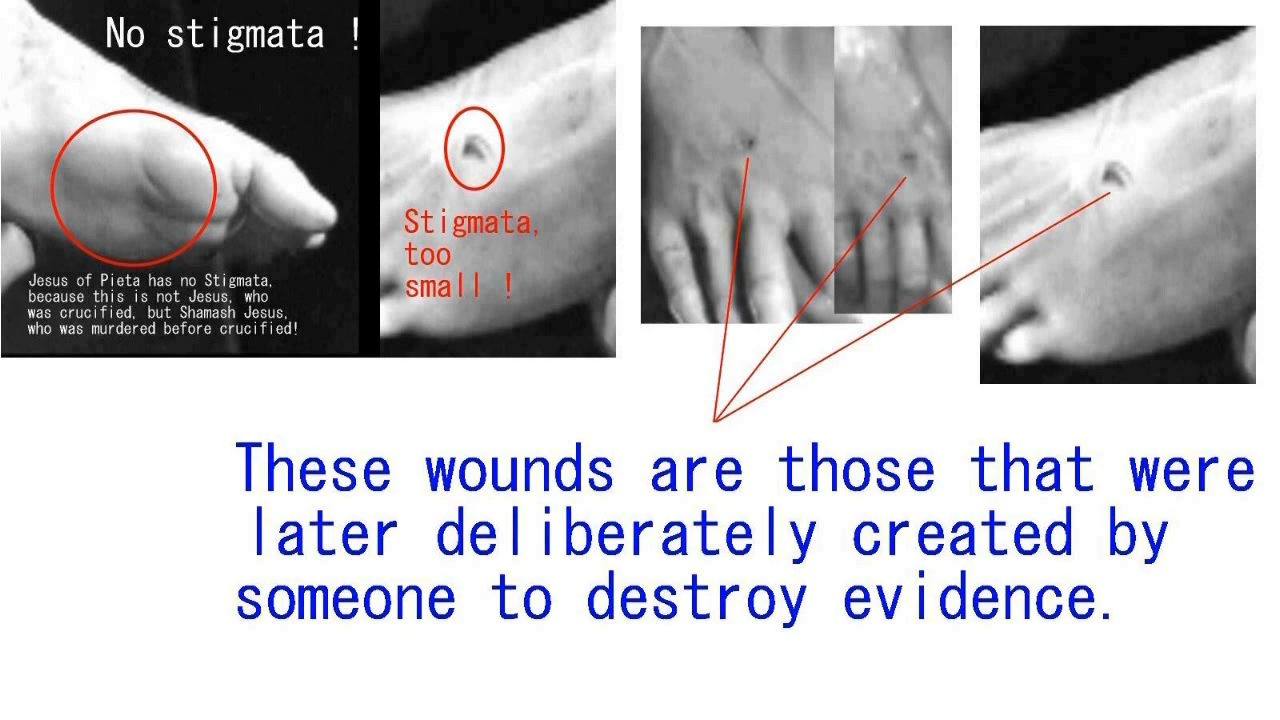 No stigmata !
Jesus of Pieta has no Stigmata,
because this is not Jesus, who
was crucified, but Shamash Jesus,
who was murdered before crucified!
Stigmata,
too
small !
These wounds are those that were
later deliberately created by
someone to destroy evidence.